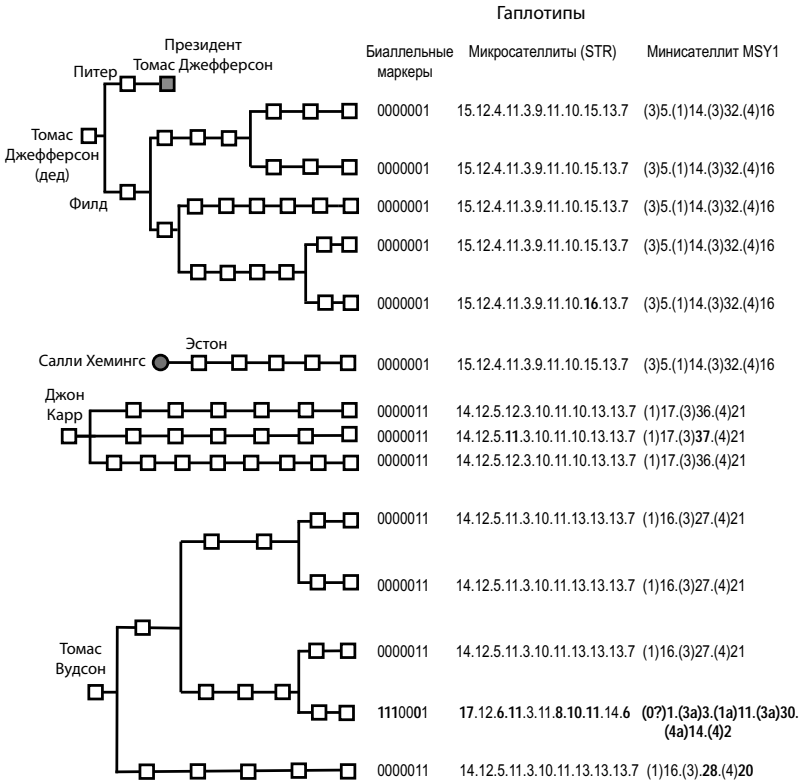 Гаплотипы
Биаллельные маркеры
Микросателлиты (STR)
Минисателлит MSY1
Президент
Томас Джефферсон
Питер
Томас
Джефферсон
(дед)
Филд
0000001 15.12.4.11.3.9.11.10.15.13.7 (3)5.(1)14.(3)32.(4)16
0000001 15.12.4.11.3.9.11.10.15.13.7 (3)5.(1)14.(3)32.(4)16
0000001 15.12.4.11.3.9.11.10.15.13.7 (3)5.(1)14.(3)32.(4)16
0000001 15.12.4.11.3.9.11.10.15.13.7 (3)5.(1)14.(3)32.(4)16
0000001 15.12.4.11.3.9.11.10.16.13.7 (3)5.(1)14.(3)32.(4)16
Эстон
Салли Хемингс
0000001 15.12.4.11.3.9.11.10.15.13.7 (3)5.(1)14.(3)32.(4)16
Джон
Карр
0000011 14.12.5.12.3.10.11.10.13.13.7 (1)17.(3)36.(4)21
0000011 14.12.5.11.3.10.11.10.13.13.7 (1)17.(3)37.(4)21
0000011 14.12.5.12.3.10.11.10.13.13.7 (1)17.(3)36.(4)21
0000011 14.12.5.11.3.10.11.13.13.13.7 (1)16.(3)27.(4)21
0000011 14.12.5.11.3.10.11.13.13.13.7 (1)16.(3)27.(4)21
Томас
Вудсон
0000011 14.12.5.11.3.10.11.13.13.13.7 (1)16.(3)27.(4)21
1110001 17.12.6.11.3.11.8.10.11.14.6 (0?)1.(3a)3.(1a)11.(3a)30.
(4a)14.(4)2
0000011 14.12.5.11.3.10.11.13.13.13.7 (1)16.(3).28.(4)20